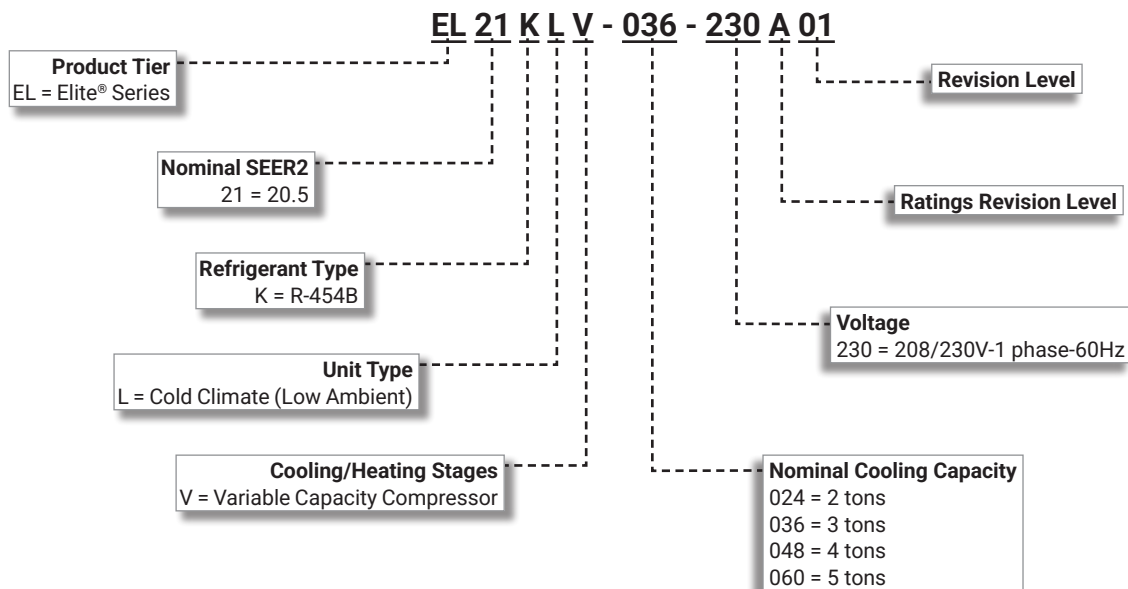 EL 21 K L V - 036 - 230 A 01
Product Tier
EL = Elite® Series
Revision Level
Nominal SEER2
21 = 20.5
Ratings Revision Level
Refrigerant Type
K = R-454B
Voltage
230 = 208/230V-1 phase-60Hz
Unit Type
L = Cold Climate (Low Ambient)
Cooling/Heating Stages
V = Variable Capacity Compressor
Nominal Cooling Capacity
024 = 2 tons
036 = 3 tons
048 = 4 tons
060 = 5 tons